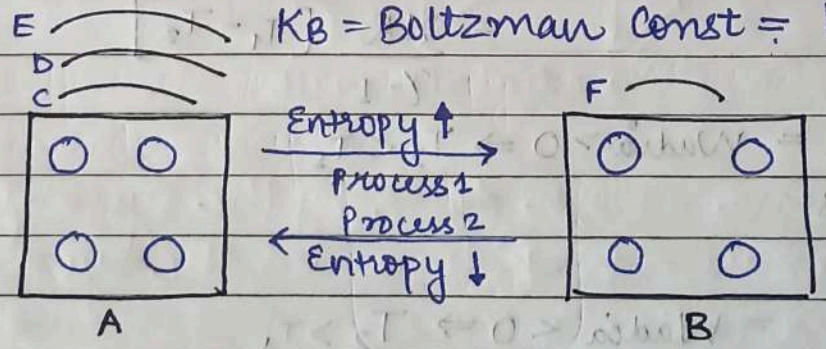 E
KB = Boltzman Const =
D
C
F
Entropy ↑
Process 1
Process 2
Entropy ↓
A
B